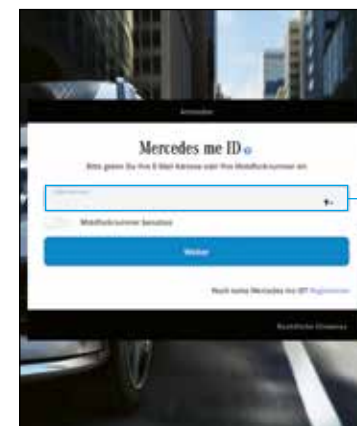 Anmelden
Mercedes me ID
Bitte geben Sie Ihre E-Mail-Adresse oder Ihre Mobilfunknummer ein
Mobilfunknummer benutzen
Weiter
Noch keine Mercedes me ID? Registrieren
Rechtliche Hinweise